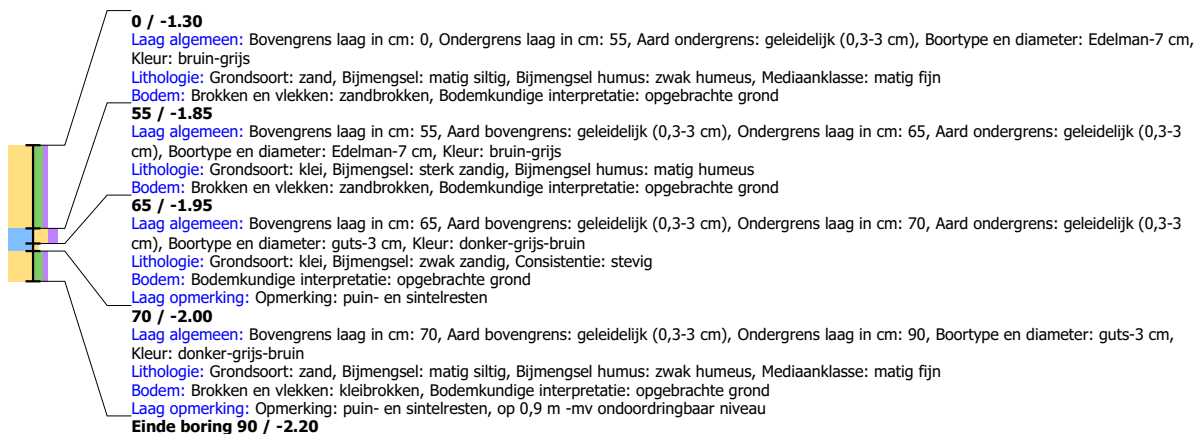 0 / -1.30
Laag algemeen: Bovengrens laag in cm: 0, Ondergrens laag in cm: 55, Aard ondergrens: geleidelijk (0,3-3 cm), Boortype en diameter: Edelman-7 cm,
Kleur: bruin-grijs
Lithologie: Grondsoort: zand, Bijmengsel: matig siltig, Bijmengsel humus: zwak humeus, Mediaanklasse: matig fijn
Bodem: Brokken en vlekken: zandbrokken, Bodemkundige interpretatie: opgebrachte grond
55 / -1.85
Laag algemeen: Bovengrens laag in cm: 55, Aard bovengrens: geleidelijk (0,3-3 cm), Ondergrens laag in cm: 65, Aard ondergrens: geleidelijk (0,3-3
cm), Boortype en diameter: Edelman-7 cm, Kleur: bruin-grijs
Lithologie: Grondsoort: klei, Bijmengsel: sterk zandig, Bijmengsel humus: matig humeus
Bodem: Brokken en vlekken: zandbrokken, Bodemkundige interpretatie: opgebrachte grond
65 / -1.95
Laag algemeen: Bovengrens laag in cm: 65, Aard bovengrens: geleidelijk (0,3-3 cm), Ondergrens laag in cm: 70, Aard ondergrens: geleidelijk (0,3-3
cm), Boortype en diameter: guts-3 cm, Kleur: donker-grijs-bruin
Lithologie: Grondsoort: klei, Bijmengsel: zwak zandig, Consistentie: stevig
Bodem: Bodemkundige interpretatie: opgebrachte grond
Laag opmerking: Opmerking: puin- en sintelresten
70 / -2.00
Laag algemeen: Bovengrens laag in cm: 70, Aard bovengrens: geleidelijk (0,3-3 cm), Ondergrens laag in cm: 90, Boortype en diameter: guts-3 cm,
Kleur: donker-grijs-bruin
Lithologie: Grondsoort: zand, Bijmengsel: matig siltig, Bijmengsel humus: zwak humeus, Mediaanklasse: matig fijn
Bodem: Brokken en vlekken: kleibrokken, Bodemkundige interpretatie: opgebrachte grond
Laag opmerking: Opmerking: puin- en sintelresten, op 0,9 m -mv ondoordringbaar niveau
Einde boring 90 / -2.20